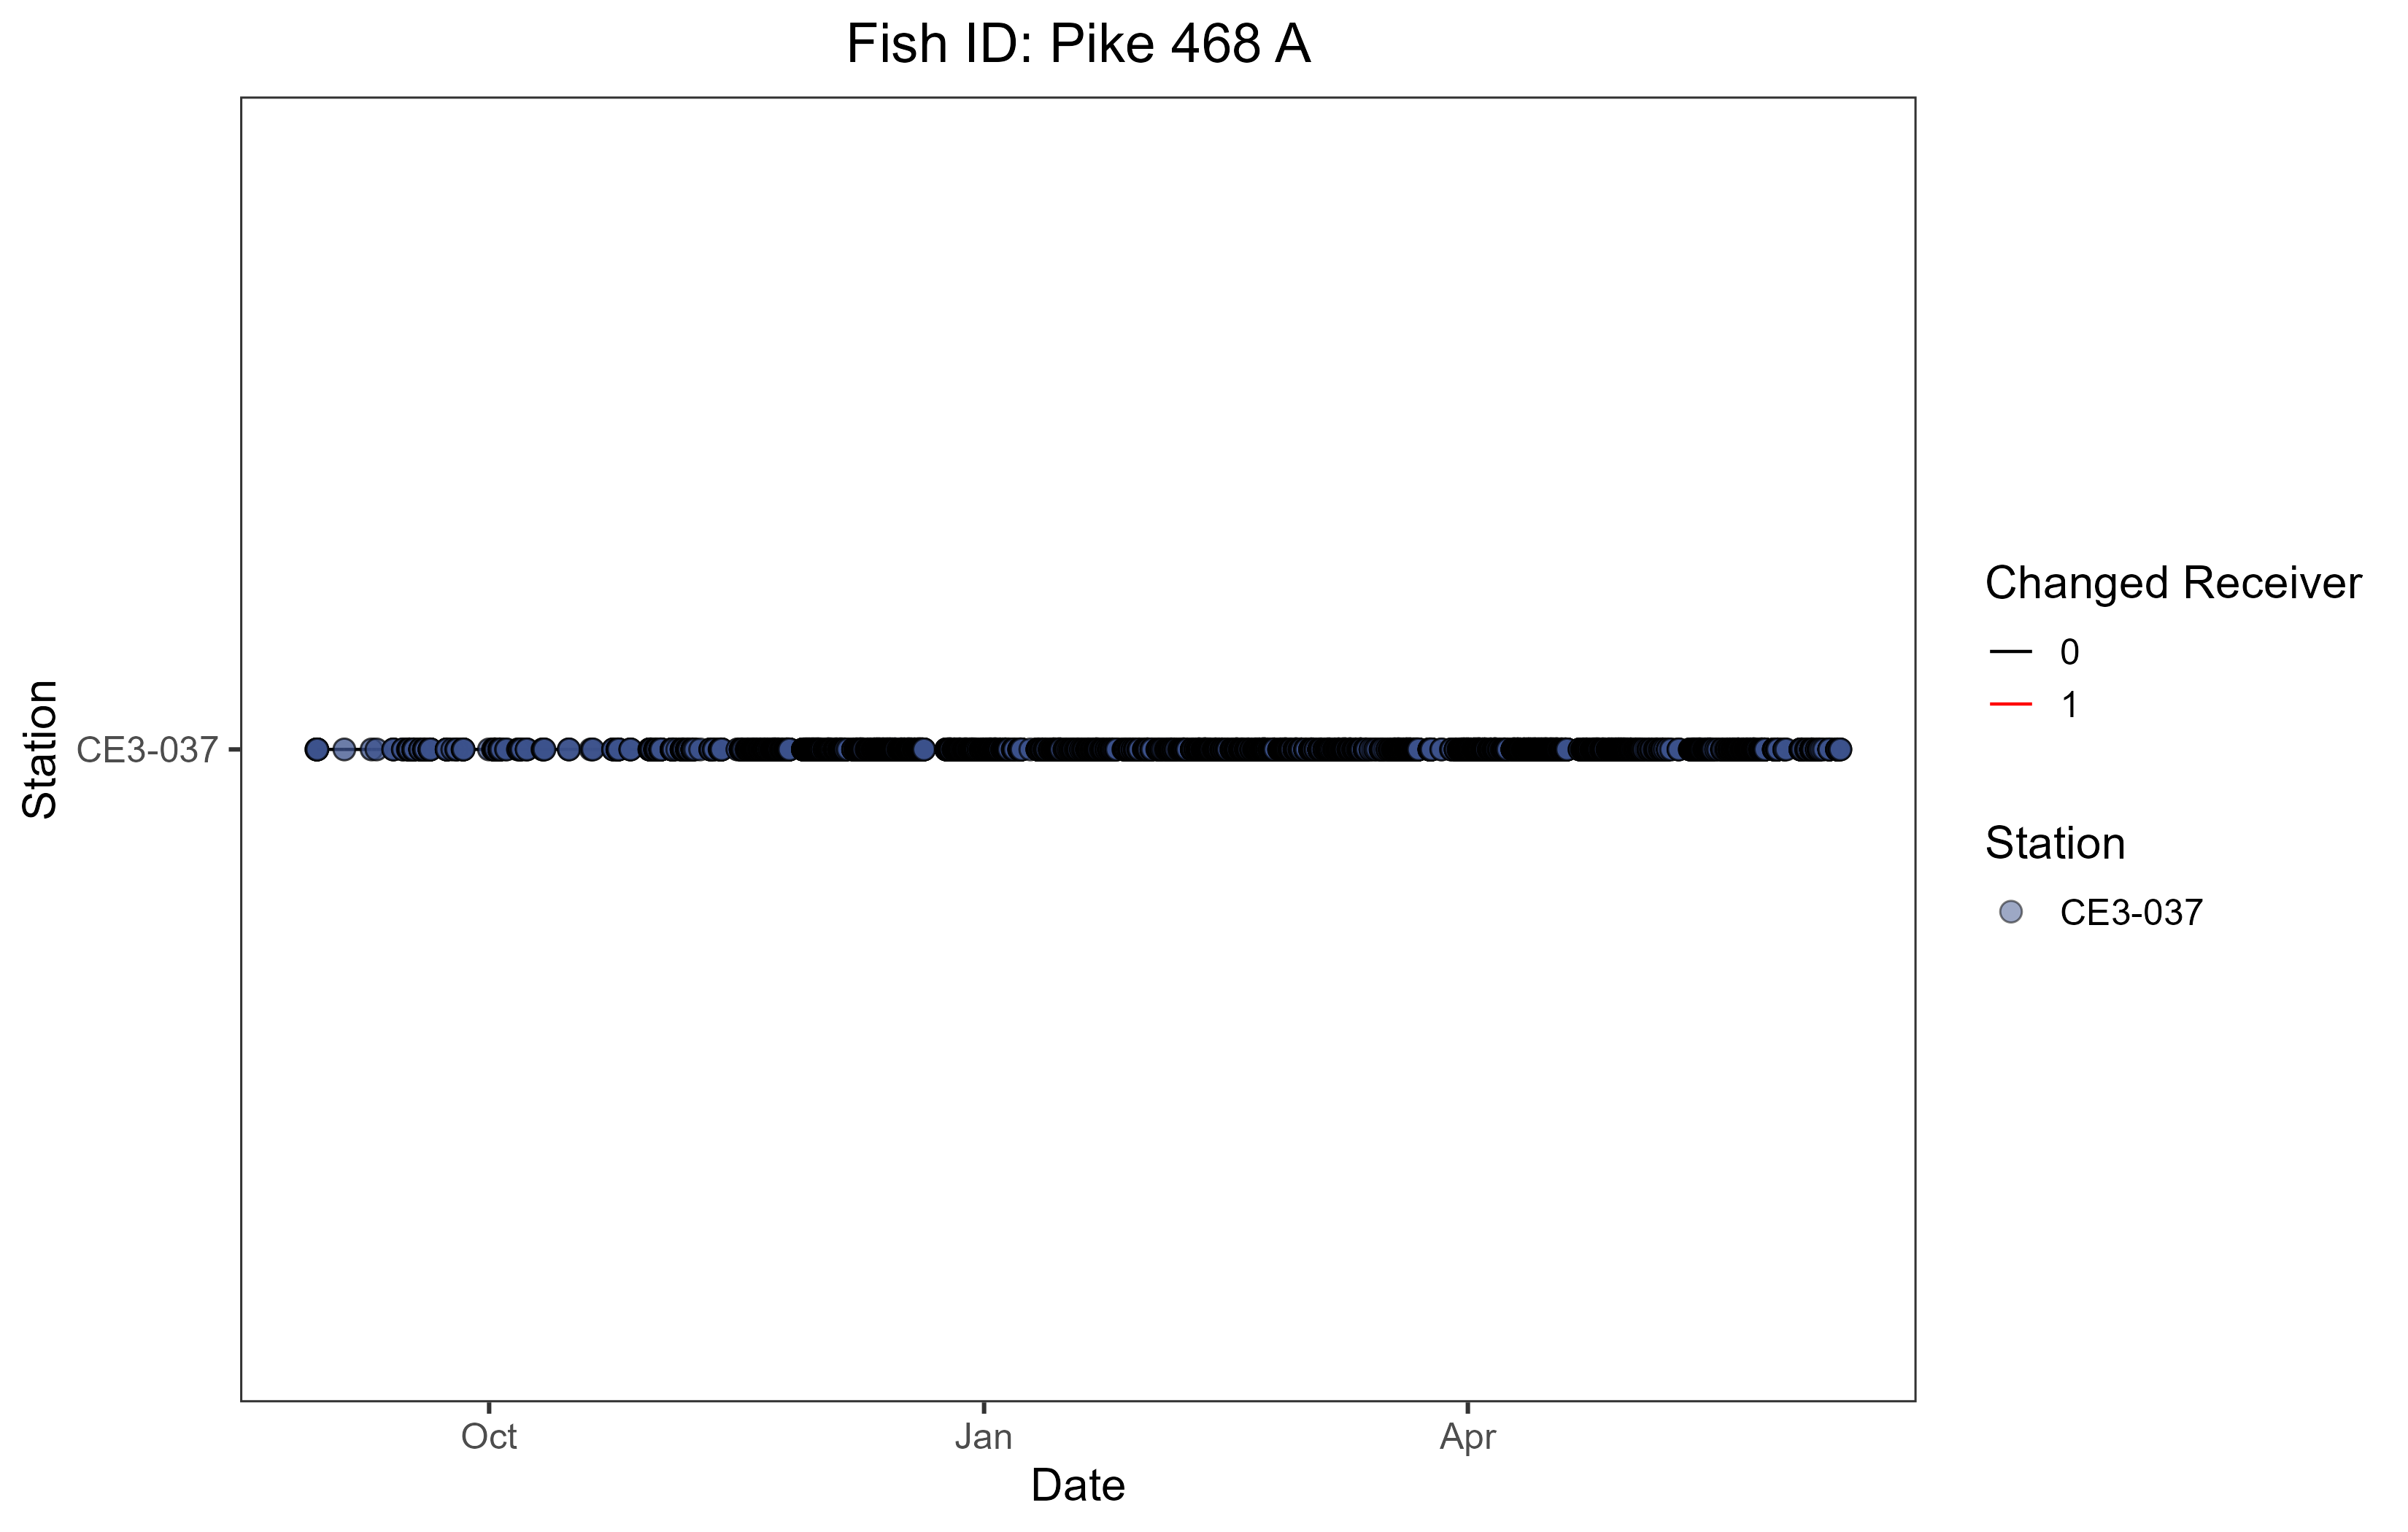 Fish ID: Pike 468 A
Station
CE3-037
Oct
Jan
Apr
Date
Changed Receiver
0
1
Station
CE3-037